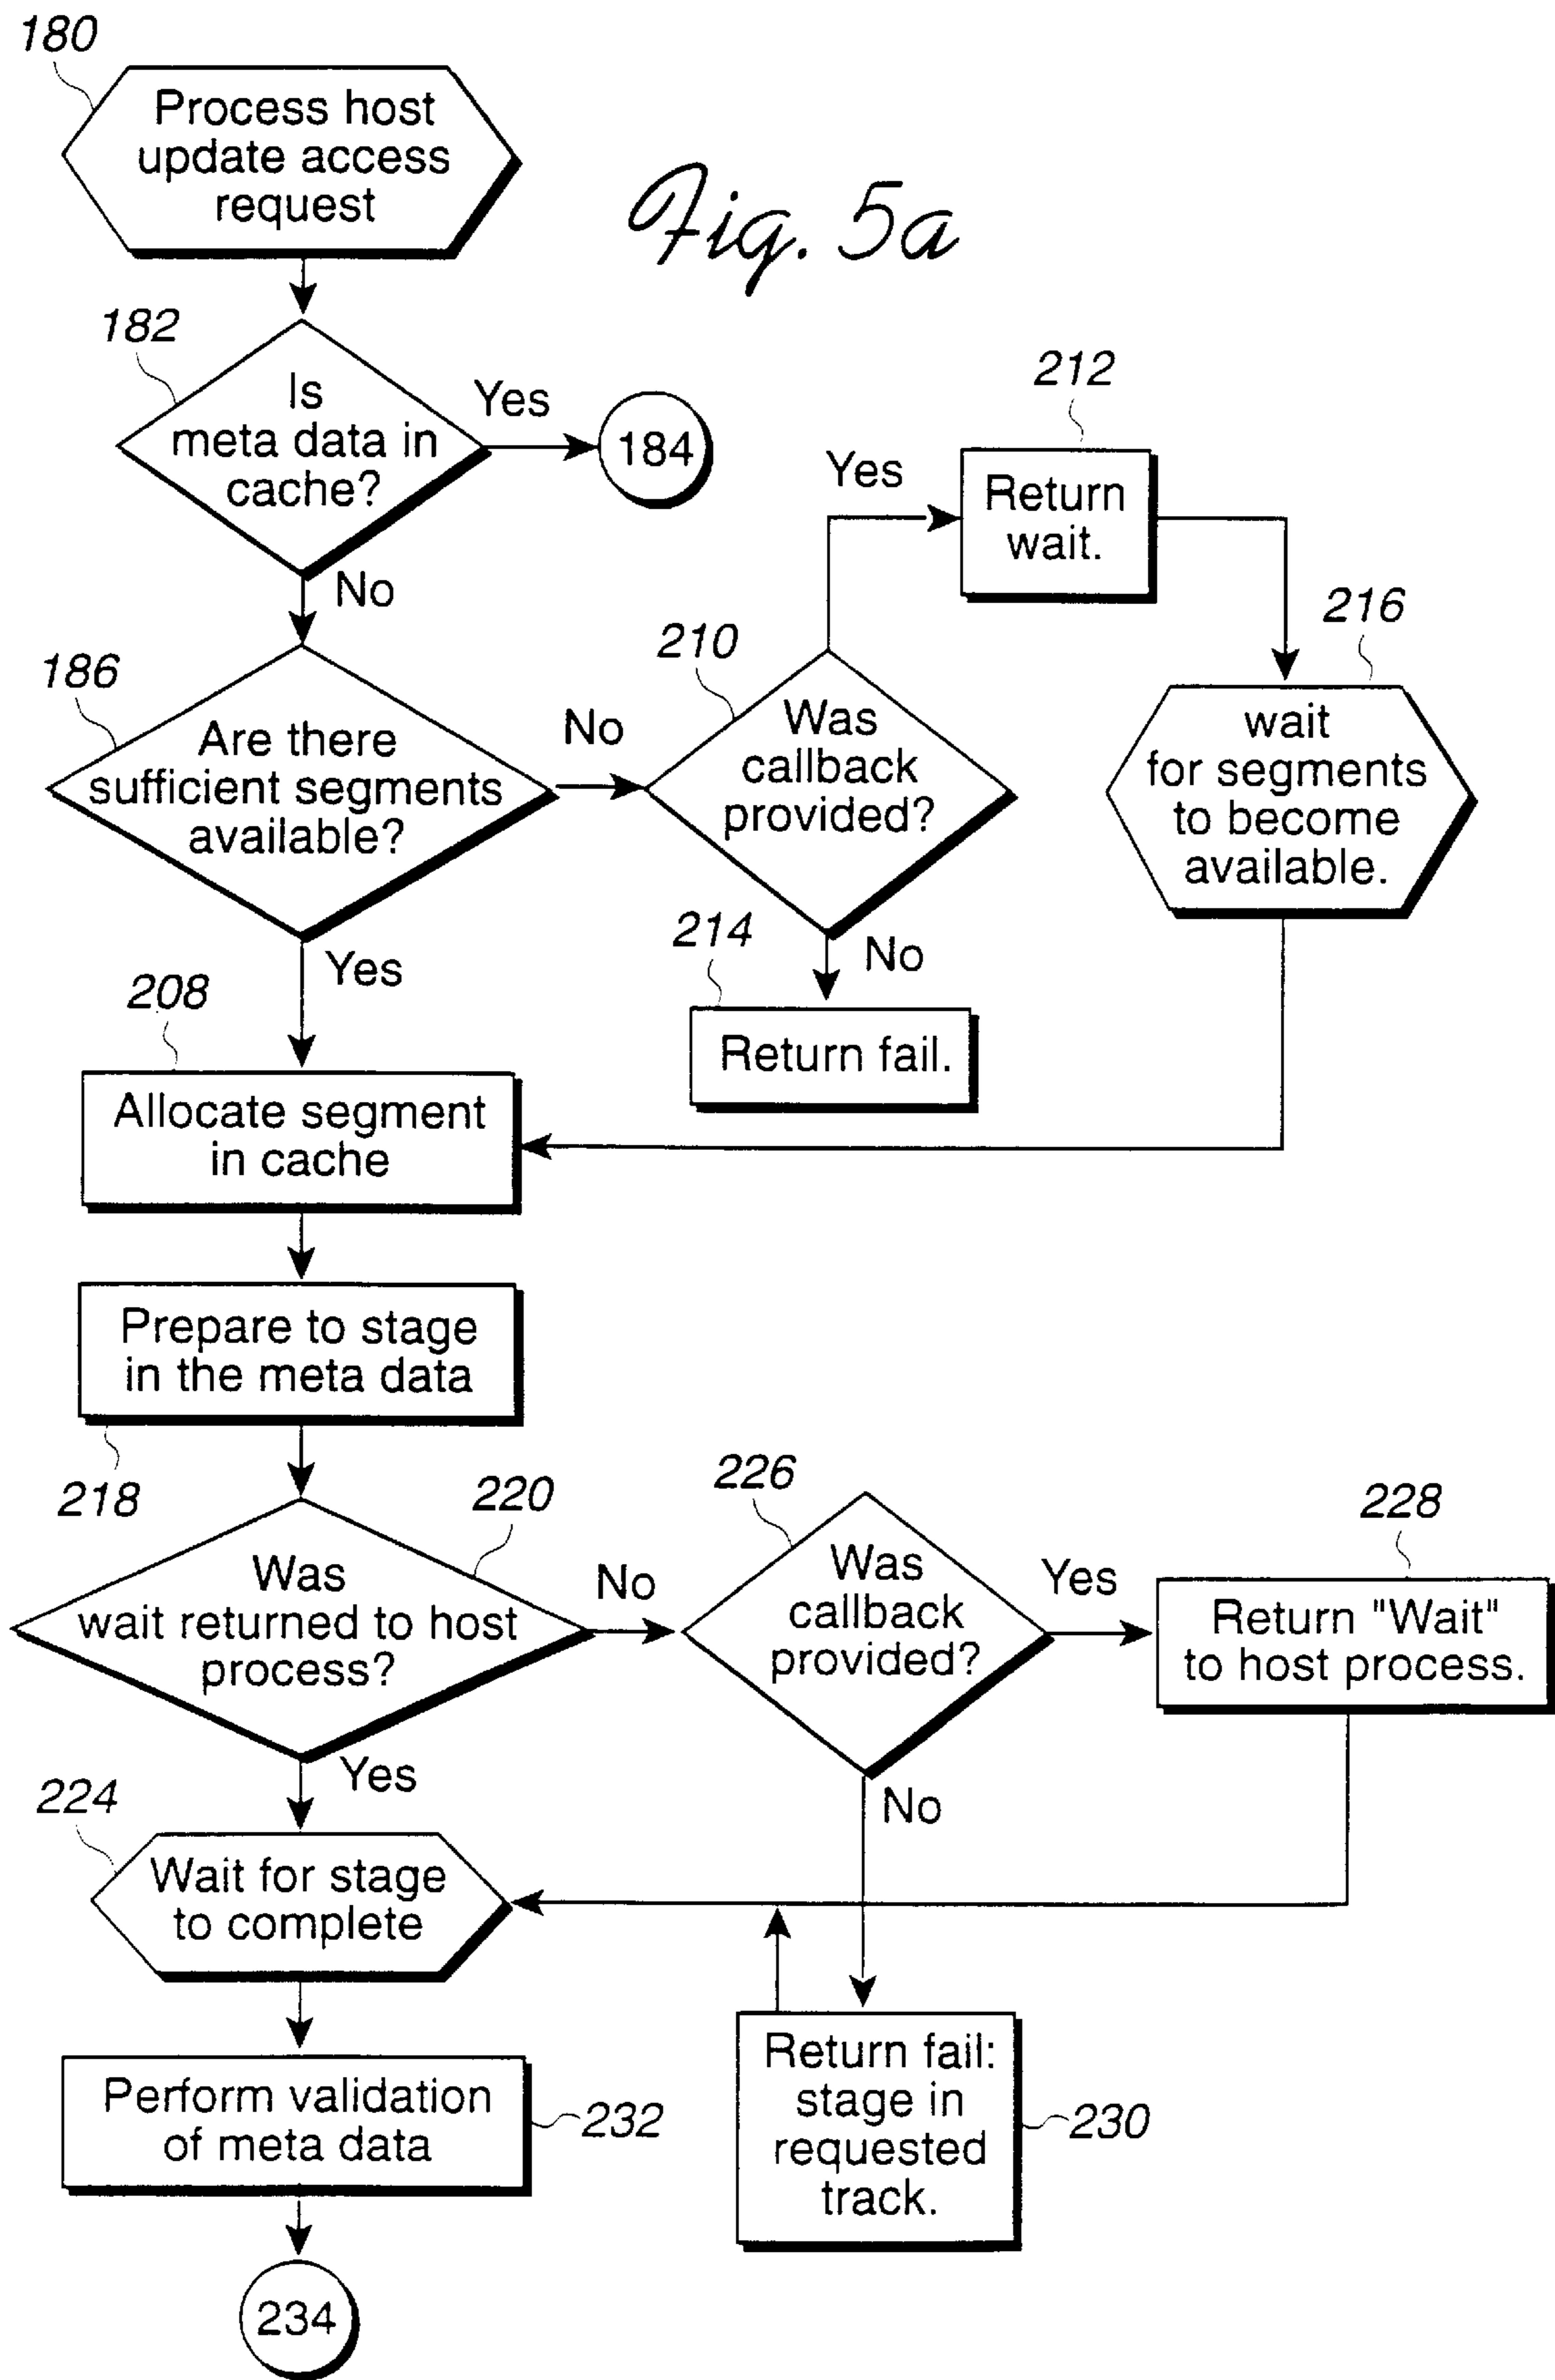 180
Process host
update access
request
Fig. 5a
182
Is
meta data in
cache?
Yes
184
No
212
Return
wait.
Yes
186
Are there
sufficient segments
available?
No
210
Was
callback
provided?
216
wait
for segments
to become
available.
214
No
Return fail.
Yes
208
Allocate segment
in cache
Prepare to stage
in the meta data
218
220
Was
wait returned to host
process?
No
226
Was
callback
provided?
Yes
228
Return "Wait"
to host process.
Yes
No
224
Wait for stage
to complete
Perform validation
of meta data
232
Return fail:
stage in
requested
track.
230
234